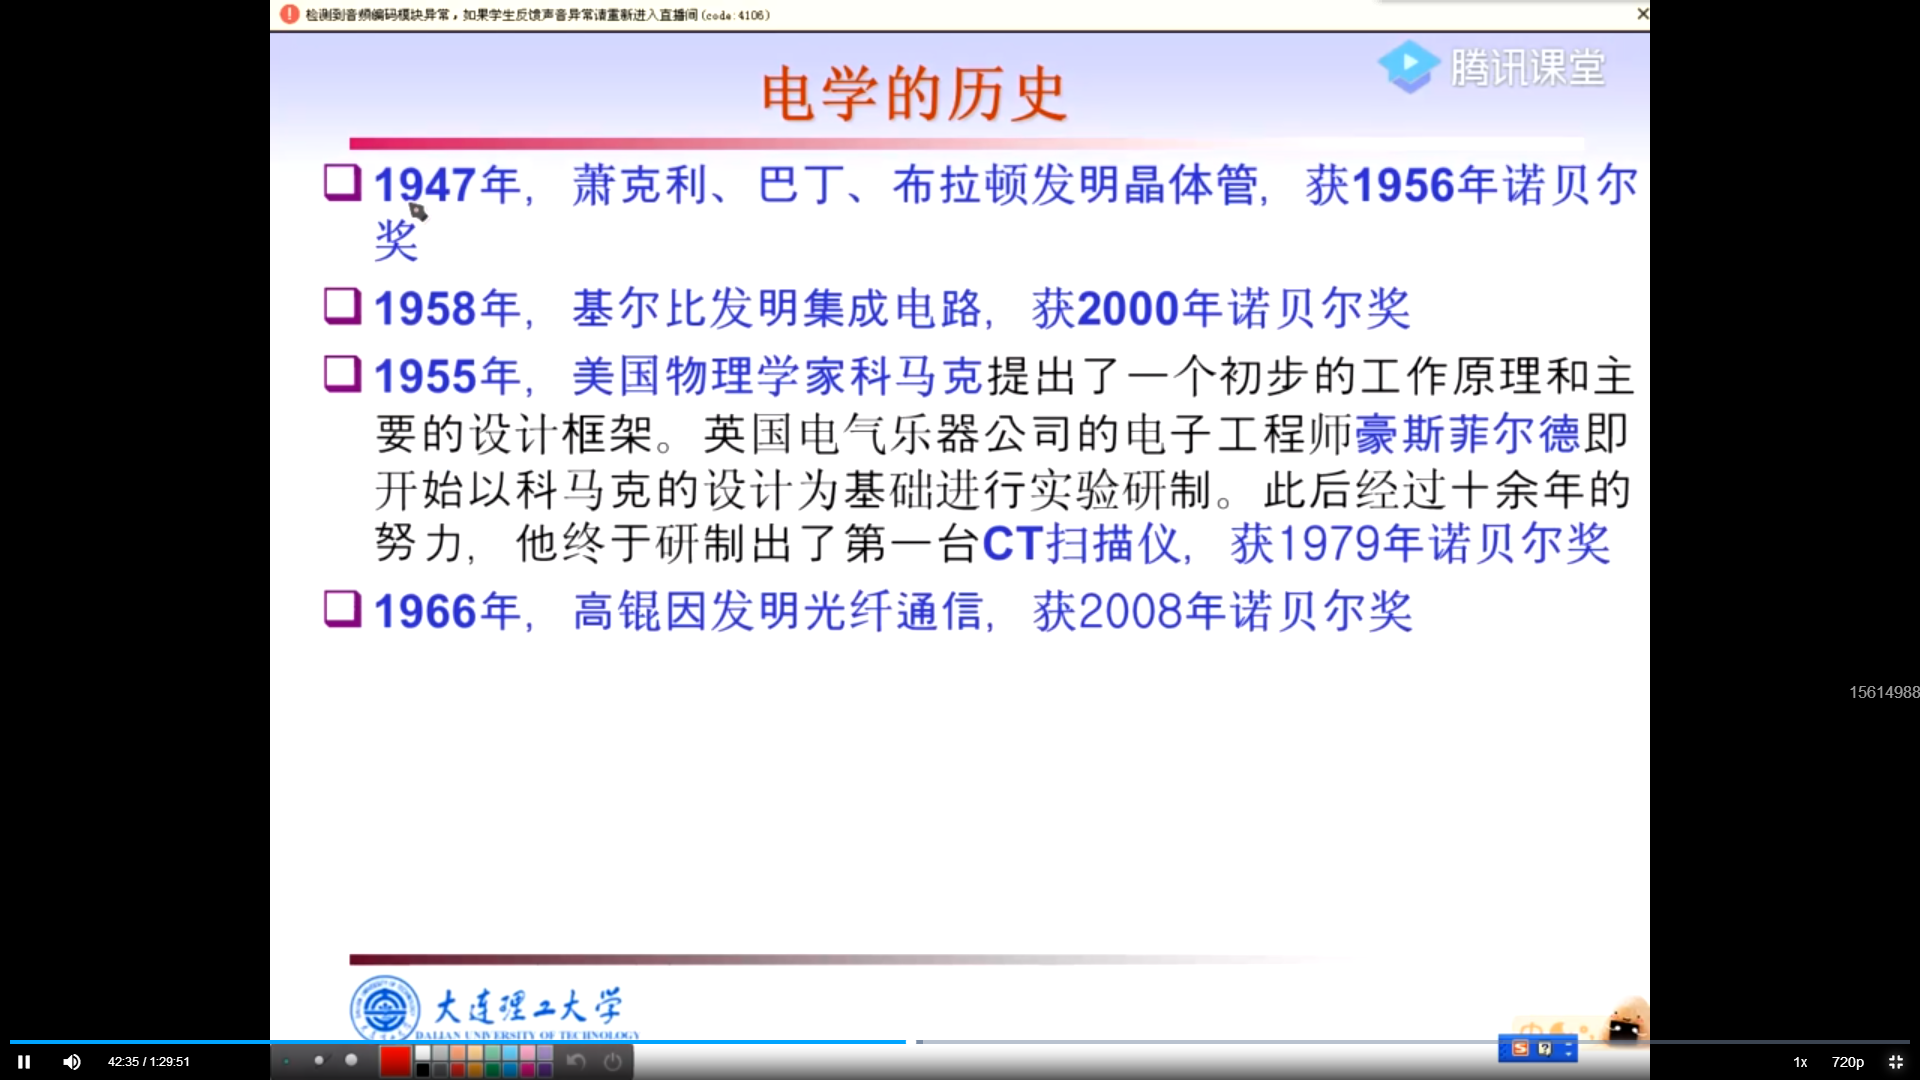 检测到音频编码模块异常，如果学生反馈声音异常请重新进入直播间(code:4106)
腾讯课堂
电学的历史
1947年，萧克利、巴丁、布拉顿发明晶体管，获1956年诺贝尔
奖
1958年，基尔比发明集成电路，获2000年诺贝尔奖
1955年，美国物理学家科马克提出了一个初步的工作原理和主
要的设计框架。英国电气乐器公司的电子工程师豪斯菲尔德即
开始以科马克的设计为基础进行实验研制。此后经过十余年的
努力，他终于研制出了第一台CT扫描仪，获1979年诺贝尔奖
1966年，高锟因发明光纤通信，获2008年诺贝尔奖
15614988
大连理工大学
DALIAN UNIVERSITY OF TECHNOLOGY
42:35 / 1:29:51
1x
720p